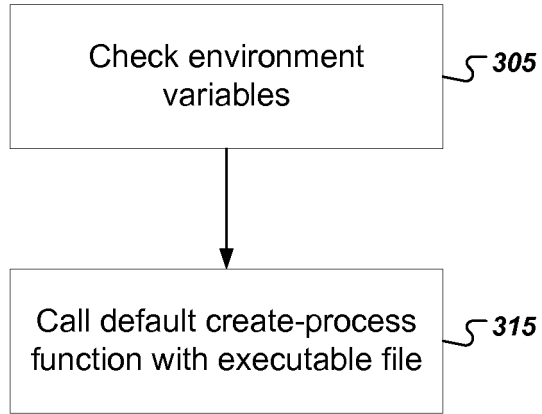 Check environment
variables
305
Call default create-process
function with executable file
315